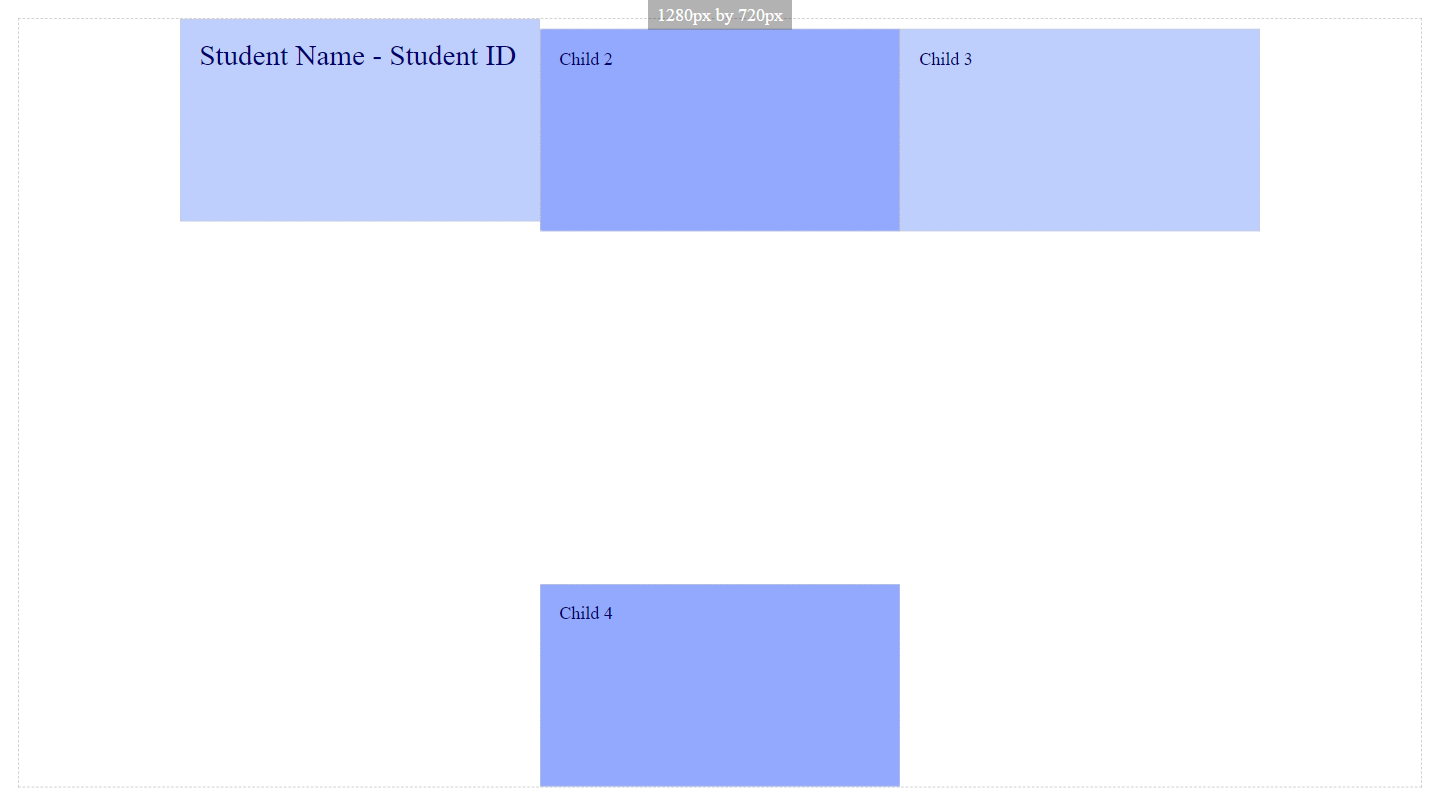 1280px by 720px
Student Name - Student ID
Child 2
Child 3
Child 4